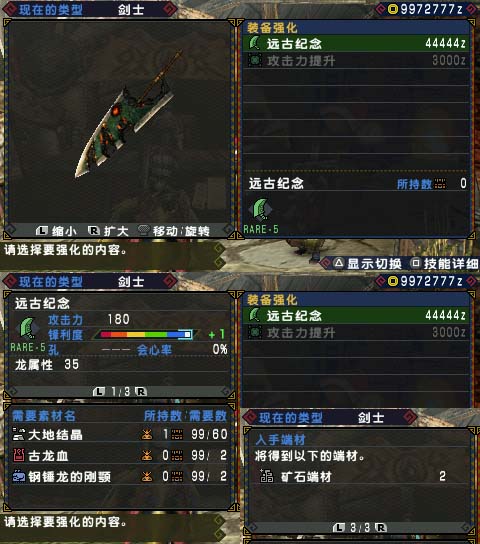 现在的类型 剑士
9972777z
装备强化
远古纪念 44444z
攻击力提升 3000z
远古纪念 所持数 0
RARE-5
L 缩小 R 扩大 移动/旋转
请选择要强化的内容。
△显示切换 □技能详细
现在的类型 剑士
9972777z
远古纪念
攻击力 180
锋利度 +1
RARE-5 孔 --- 会心率 0%
龙属性 35
L 1/3 R
装备强化
远古纪念 44444z
攻击力提升 3000z
需要素材名 所持数/需要数
大地结晶 1 99/60
古龙血 0 99/ 2
钢锤龙的刚颚 0 99/ 2
请选择要强化的内容。
现在的类型 剑士
入手端材
将得到以下的端材。
矿石端材 2
L 3/3 R